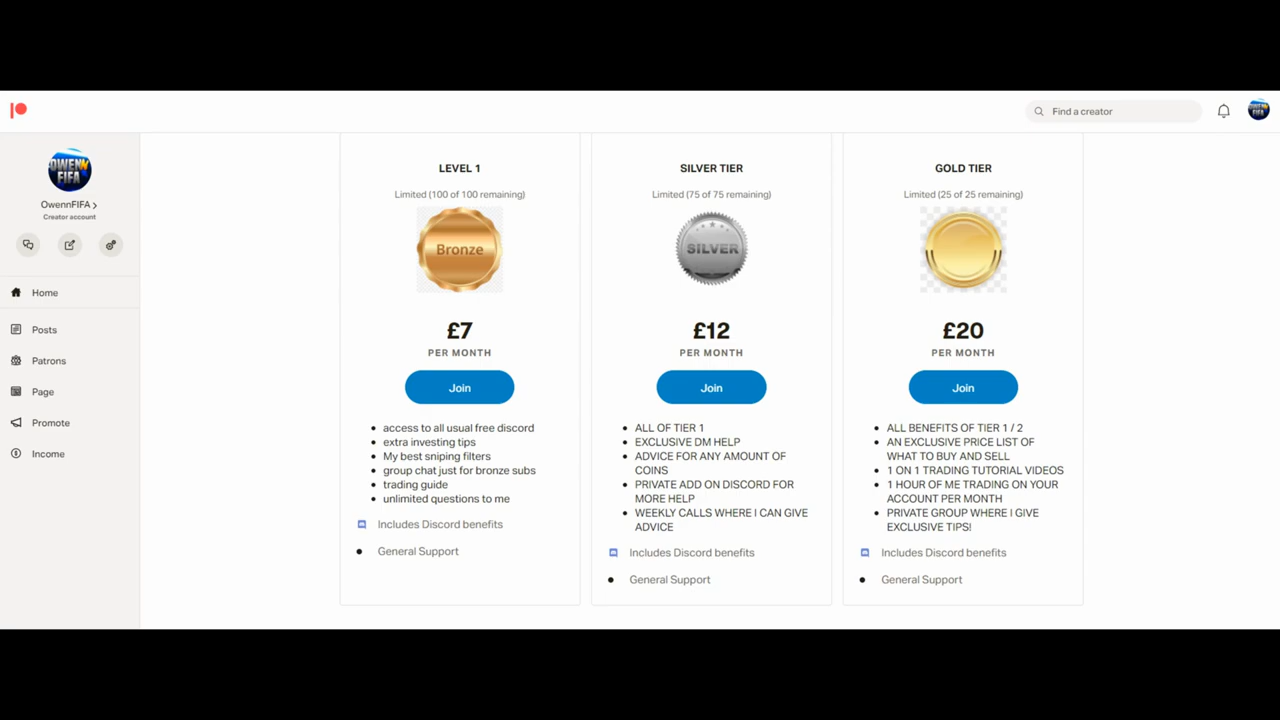 Find a creator
OWENN
FIFA
OwennFIFA
Creator account
Home
Posts
Patrons
Page
Promote
Income
LEVEL 1
Limited (100 of 100 remaining)
Bronze
£7
PER MONTH
Join
access to all usual free discord
extra investing tips
My best sniping filters
group chat just for bronze subs
trading guide
unlimited questions to me
Includes Discord benefits
General Support
SILVER TIER
Limited (75 of 75 remaining)
SILVER
£12
PER MONTH
Join
ALL OF TIER 1
EXCLUSIVE DM HELP
ADVICE FOR ANY AMOUNT OF
COINS
PRIVATE ADD ON DISCORD FOR
MORE HELP
WEEKLY CALLS WHERE I CAN GIVE
ADVICE
Includes Discord benefits
General Support
GOLD TIER
Limited (25 of 25 remaining)
£20
PER MONTH
Join
ALL BENEFITS OF TIER 1 / 2
AN EXCLUSIVE PRICE LIST OF
WHAT TO BUY AND SELL
1 ON 1 TRADING TUTORIAL VIDEOS
1 HOUR OF ME TRADING ON YOUR
ACCOUNT PER MONTH
PRIVATE GROUP WHERE I GIVE
EXCLUSIVE TIPS!
Includes Discord benefits
General Support